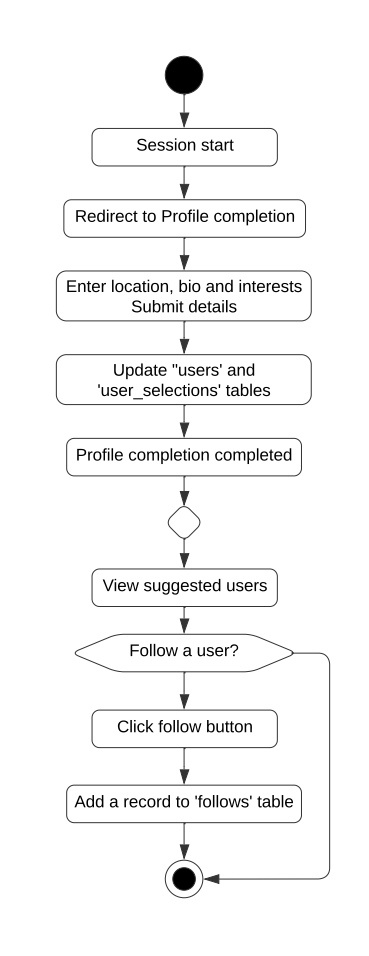 Session start
Redirect to Profile completion
Enter location, bio and interests
Submit details
Update "users' and
'user_selections' tables
Profile completion completed
View suggested users
Follow a user?
Click follow button
Add a record to 'follows' table